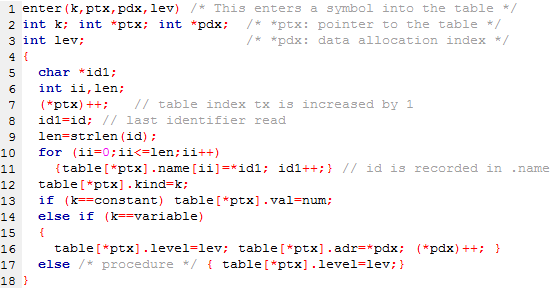 1 enter(k,ptx,pdx,lev) /* This enters a symbol into the table */
2 int k; int *ptx; int *pdx;  /* *ptx: pointer to the table */
3 int lev;                    /* *pdx: data allocation index */
4 {
5   char *id1;
6   int ii,len;
7   (*ptx)++;   // table index tx is increased by 1
8   id1=id; // last identifier read
9   len=strlen(id);
10   for (ii=0;ii<=len;ii++)
11     {table[*ptx].name[ii]=*id1; id1++;} // id is recorded in .name
12   table[*ptx].kind=k;
13   if (k==constant) table[*ptx].val=num;
14   else if (k==variable)
15   {
16     table[*ptx].level=lev; table[*ptx].adr=*pdx; (*pdx)++; }
17   else /* procedure */ { table[*ptx].level=lev;}
18 }